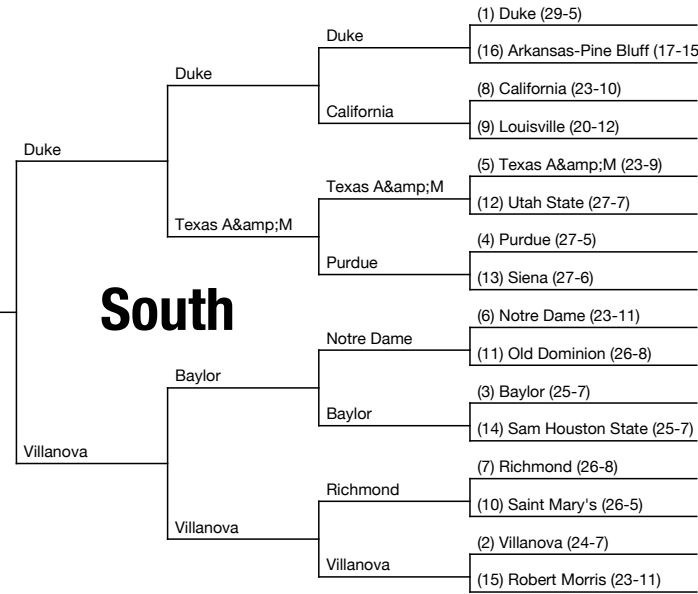 (1) Duke (29-5)
Duke
(16) Arkansas-Pine Bluff (17-15
Duke
(8) California (23-10)
California
(9) Louisville (20-12)
Duke
(5) Texas A&amp;M (23-9)
Texas A&amp;M
(12) Utah State (27-7)
Texas A&amp;M
(4) Purdue (27-5)
Purdue
(13) Siena (27-6)
South
(6) Notre Dame (23-11)
Notre Dame
(11) Old Dominion (26-8)
Baylor
(3) Baylor (25-7)
Baylor
(14) Sam Houston State (25-7)
Villanova
(7) Richmond (26-8)
Richmond
(10) Saint Mary's (26-5)
Villanova
(2) Villanova (24-7)
Villanova
(15) Robert Morris (23-11)